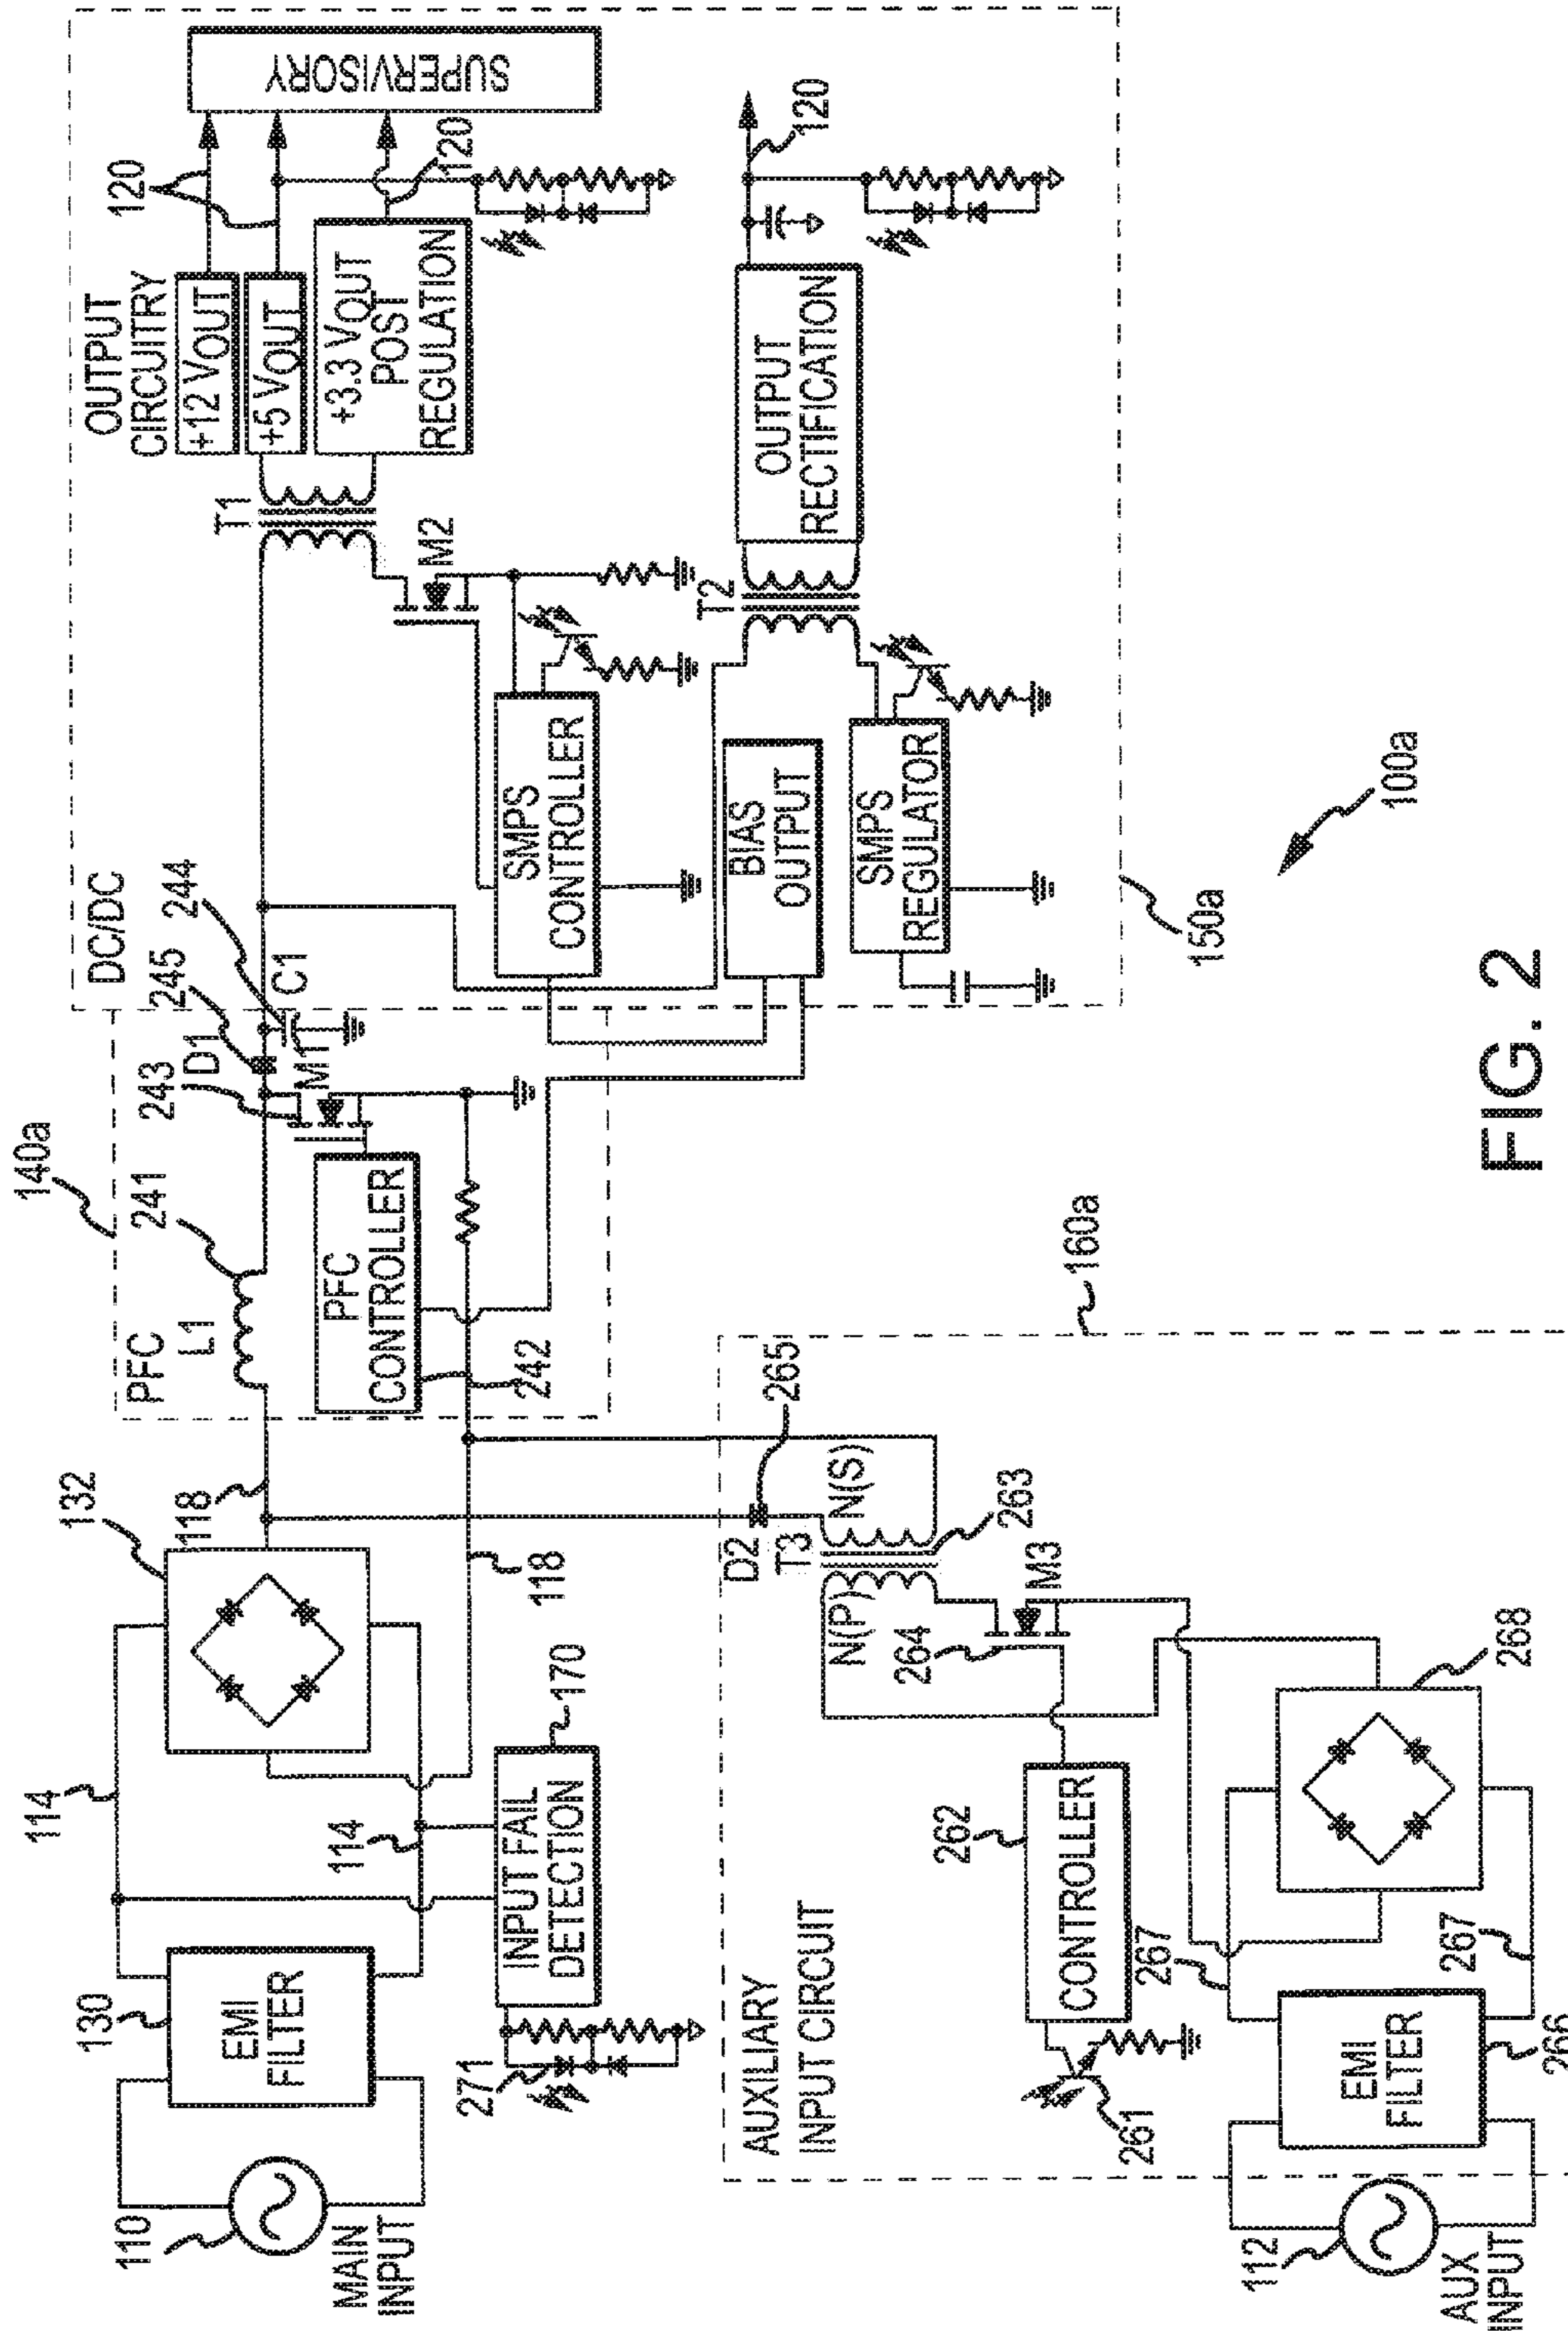 110
MAIN
INPUT
130
EMI
FILTER
114
114
132
118
118
INPUT FAIL
DETECTION
170
271
140a
PFC
L1
241
PFC
CONTROLLER
242
243
M1
D1
245
C1
244
DC/DC
T1
OUTPUT
CIRCUITRY
+12 VOUT
+5 VOUT
+3.3 VOUT
POST
REGULATION
120
120
SUPERVISORY
M2
SMPS
CONTROLLER
BIAS
OUTPUT
SMPS
REGULATOR
T2
OUTPUT
RECTIFICATION
120
150a
100a
160a
AUXILIARY
INPUT CIRCUIT
D2
265
T3
N(P)
N(S)
263
264
M3
262
CONTROLLER
261
112
AUX
INPUT
EMI
FILTER
266
267
267
268
FIG. 2